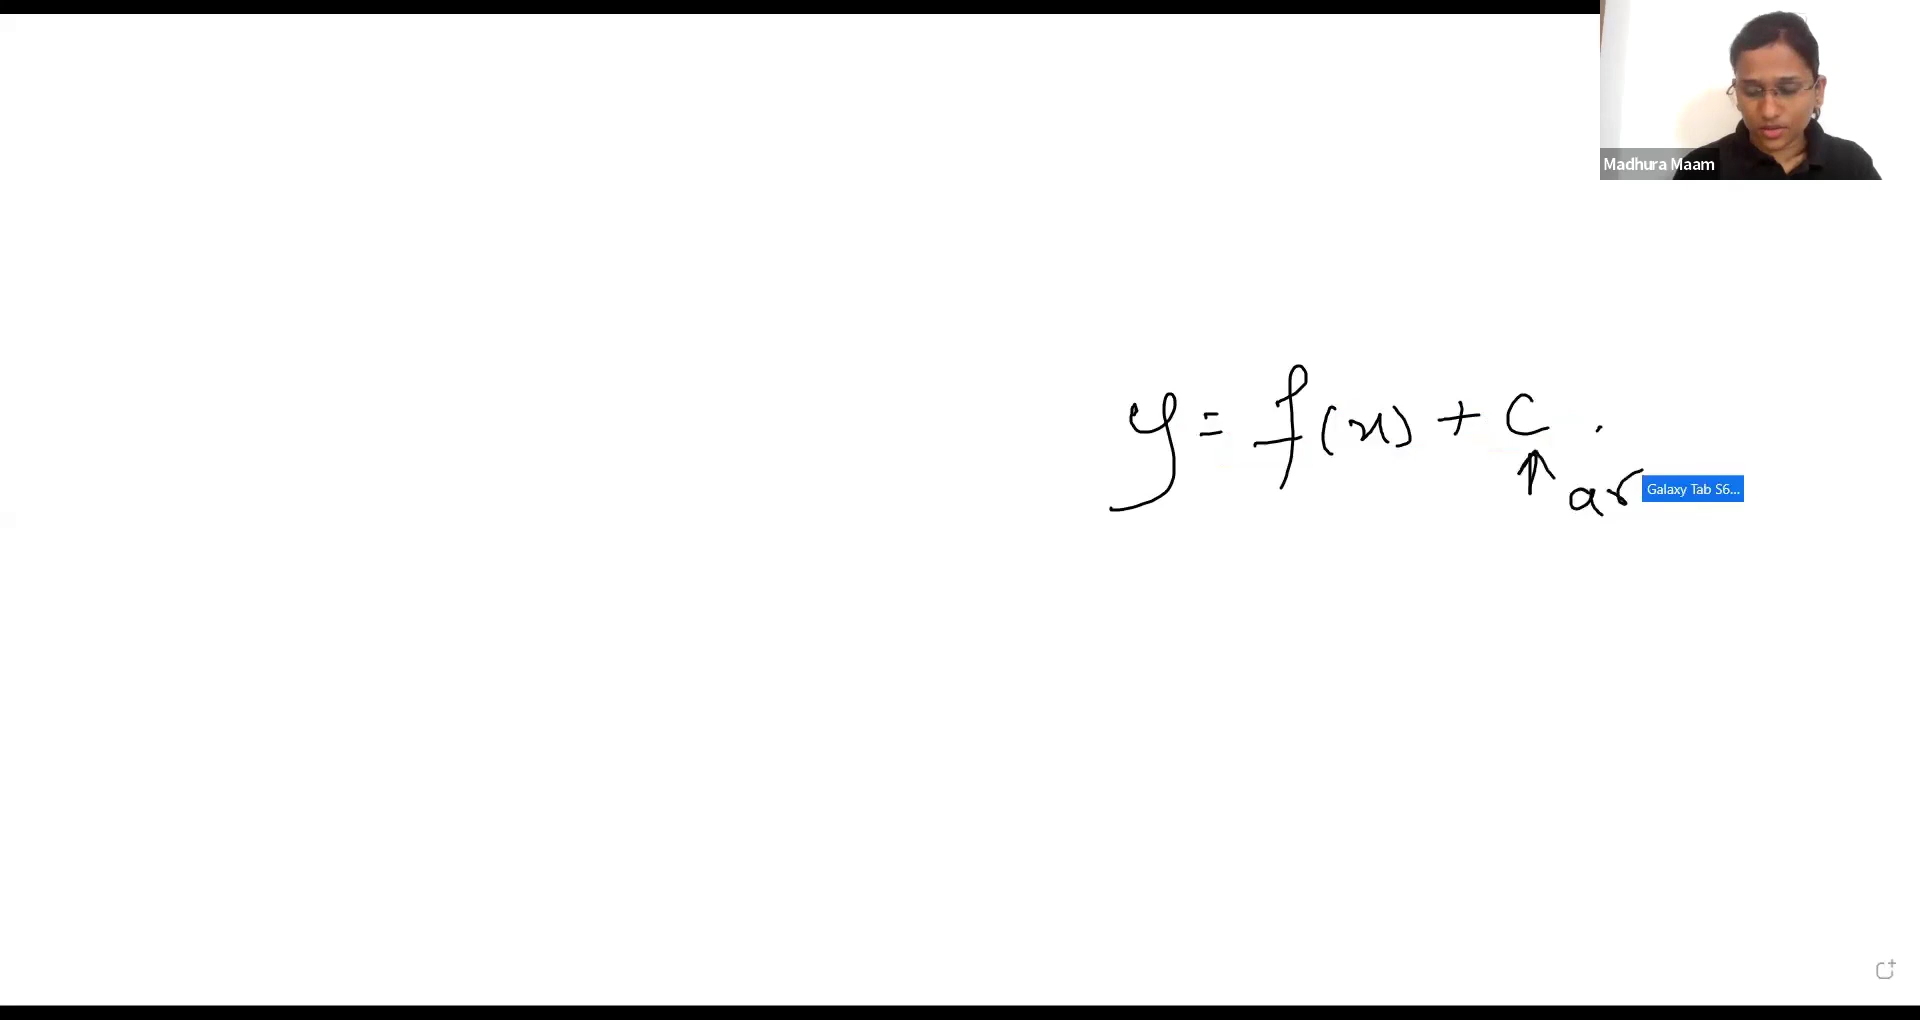 Madhura Maam
y = f(x) + C .
↑ ar
Galaxy Tab S6...